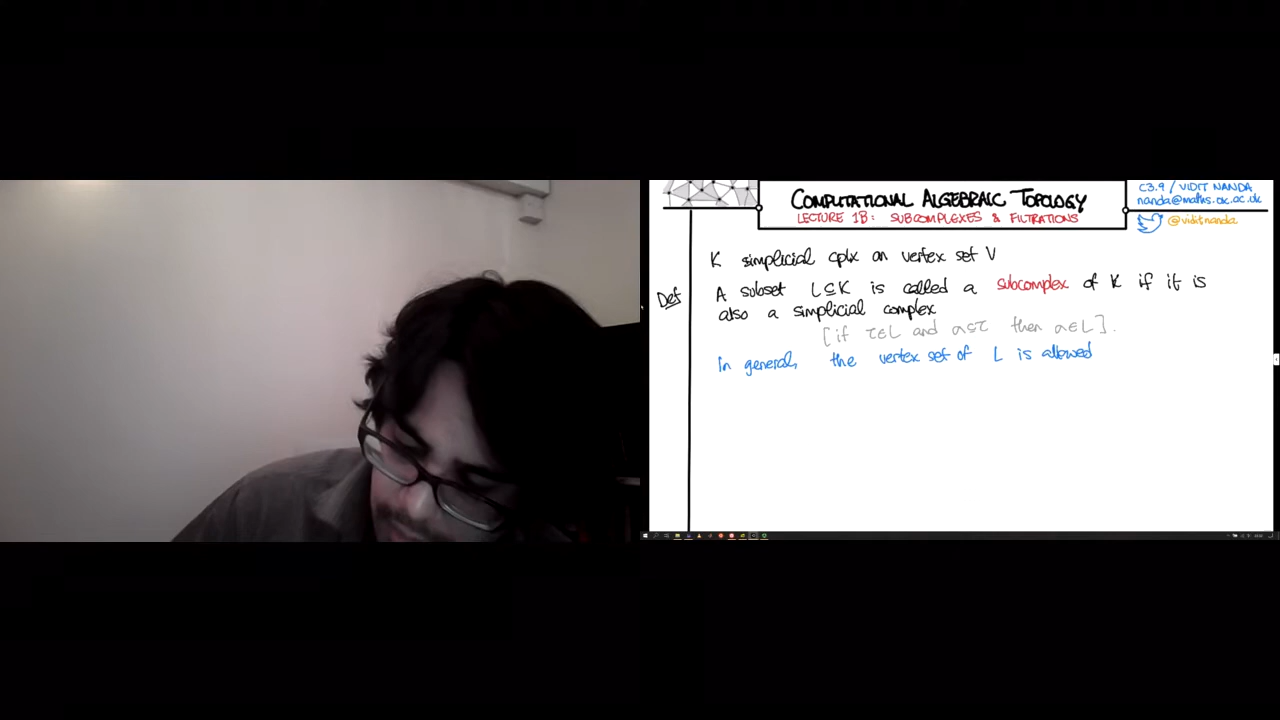 COMPUTATIONAL ALGEBRAIC TOPOLOGY
LECTURE 1B: SUBCOMPLEXES & FILTRATIONS
C3.9 / VIDIT NANDA
nanda@maths.ox.ac.uk
@viditnanda
K simplicial cplx on vertex set V
Def A subset L ⊆ K is called a subcomplex of K if it is
also a simplicial complex
[if τ∈L and σ≤τ then σ∈L].
In general, the vertex set of L is allowed